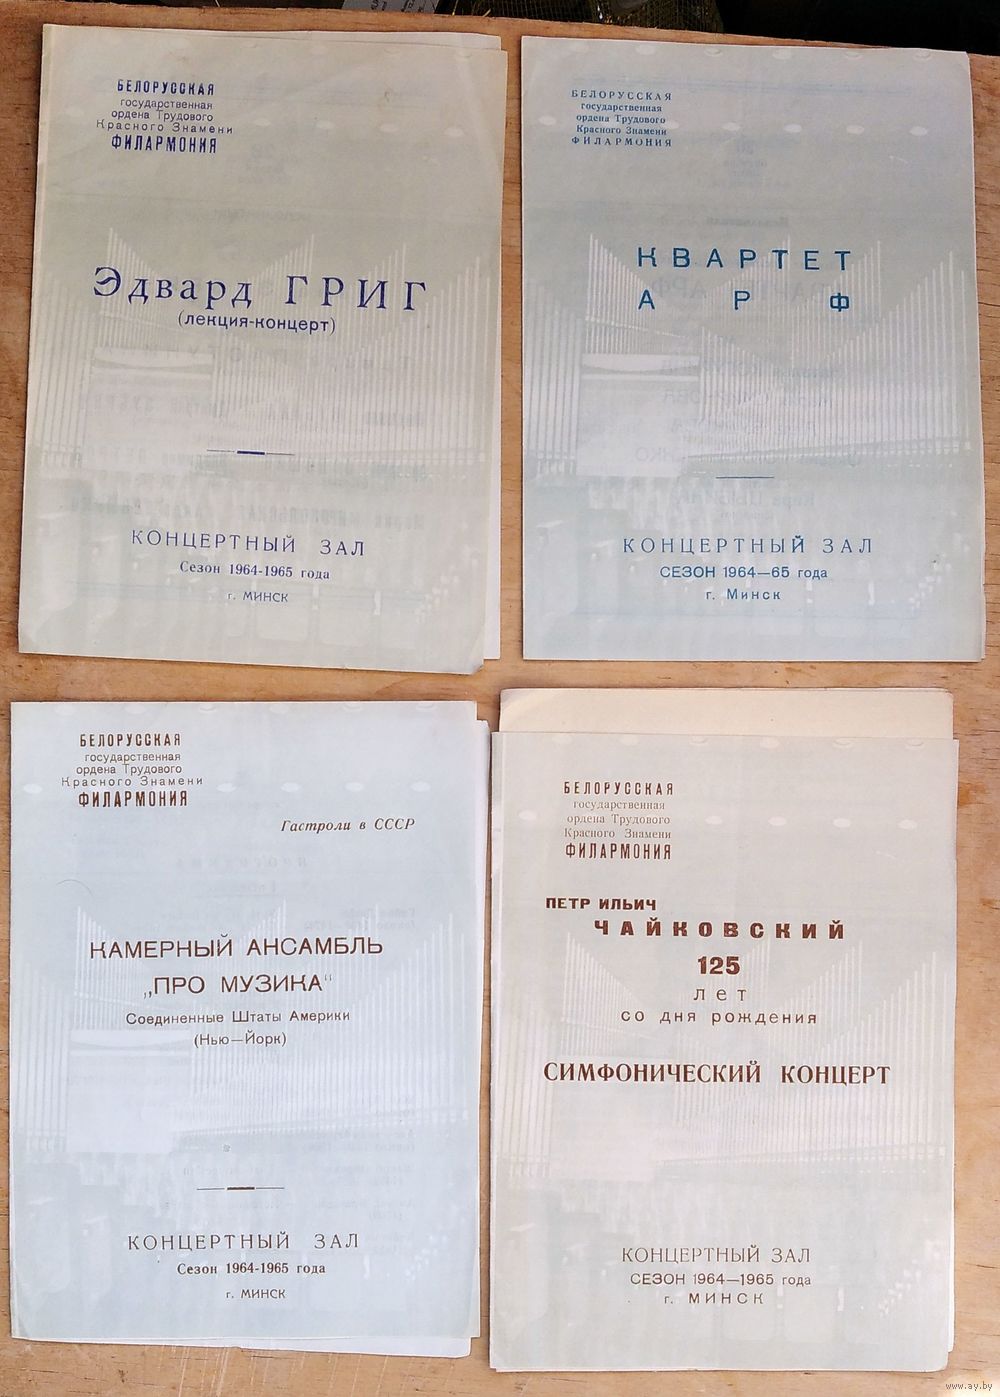 БЕЛОРУССКАЯ
государственная
ордена Трудового
Красного Знамени
ФИЛАРМОНИЯ
Эдвард ГРИГ
(лекция-концерт)
КОНЦЕРТНЫЙ ЗАЛ
Сезон 1964-1965 года
г. МИНСК
БЕЛОРУССКАЯ
государственная
ордена Трудового
Красного Знамени
ФИЛАРМОНИЯ
КВАРТЕТ
АРФ
КОНЦЕРТНЫЙ ЗАЛ
СЕЗОН 1964—65 года
г. Минск
БЕЛОРУССКАЯ
государственная
ордена Трудового
Красного Знамени
ФИЛАРМОНИЯ
Гастроли в СССР
КАМЕРНЫЙ АНСАМБЛЬ
„ПРО МУЗИКА“
Соединенные Штаты Америки
(Нью—Йорк)
КОНЦЕРТНЫЙ ЗАЛ
Сезон 1964-1965 года
г. МИНСК
БЕЛОРУССКАЯ
государственная
ордена Трудового
Красного Знамени
ФИЛАРМОНИЯ
ПЕТР ИЛЬИЧ
ЧАЙКОВСКИЙ
125
лет
со дня рождения
СИМФОНИЧЕСКИЙ КОНЦЕРТ
КОНЦЕРТНЫЙ ЗАЛ
СЕЗОН 1964—1965 года
г. МИНСК
www.ay.by